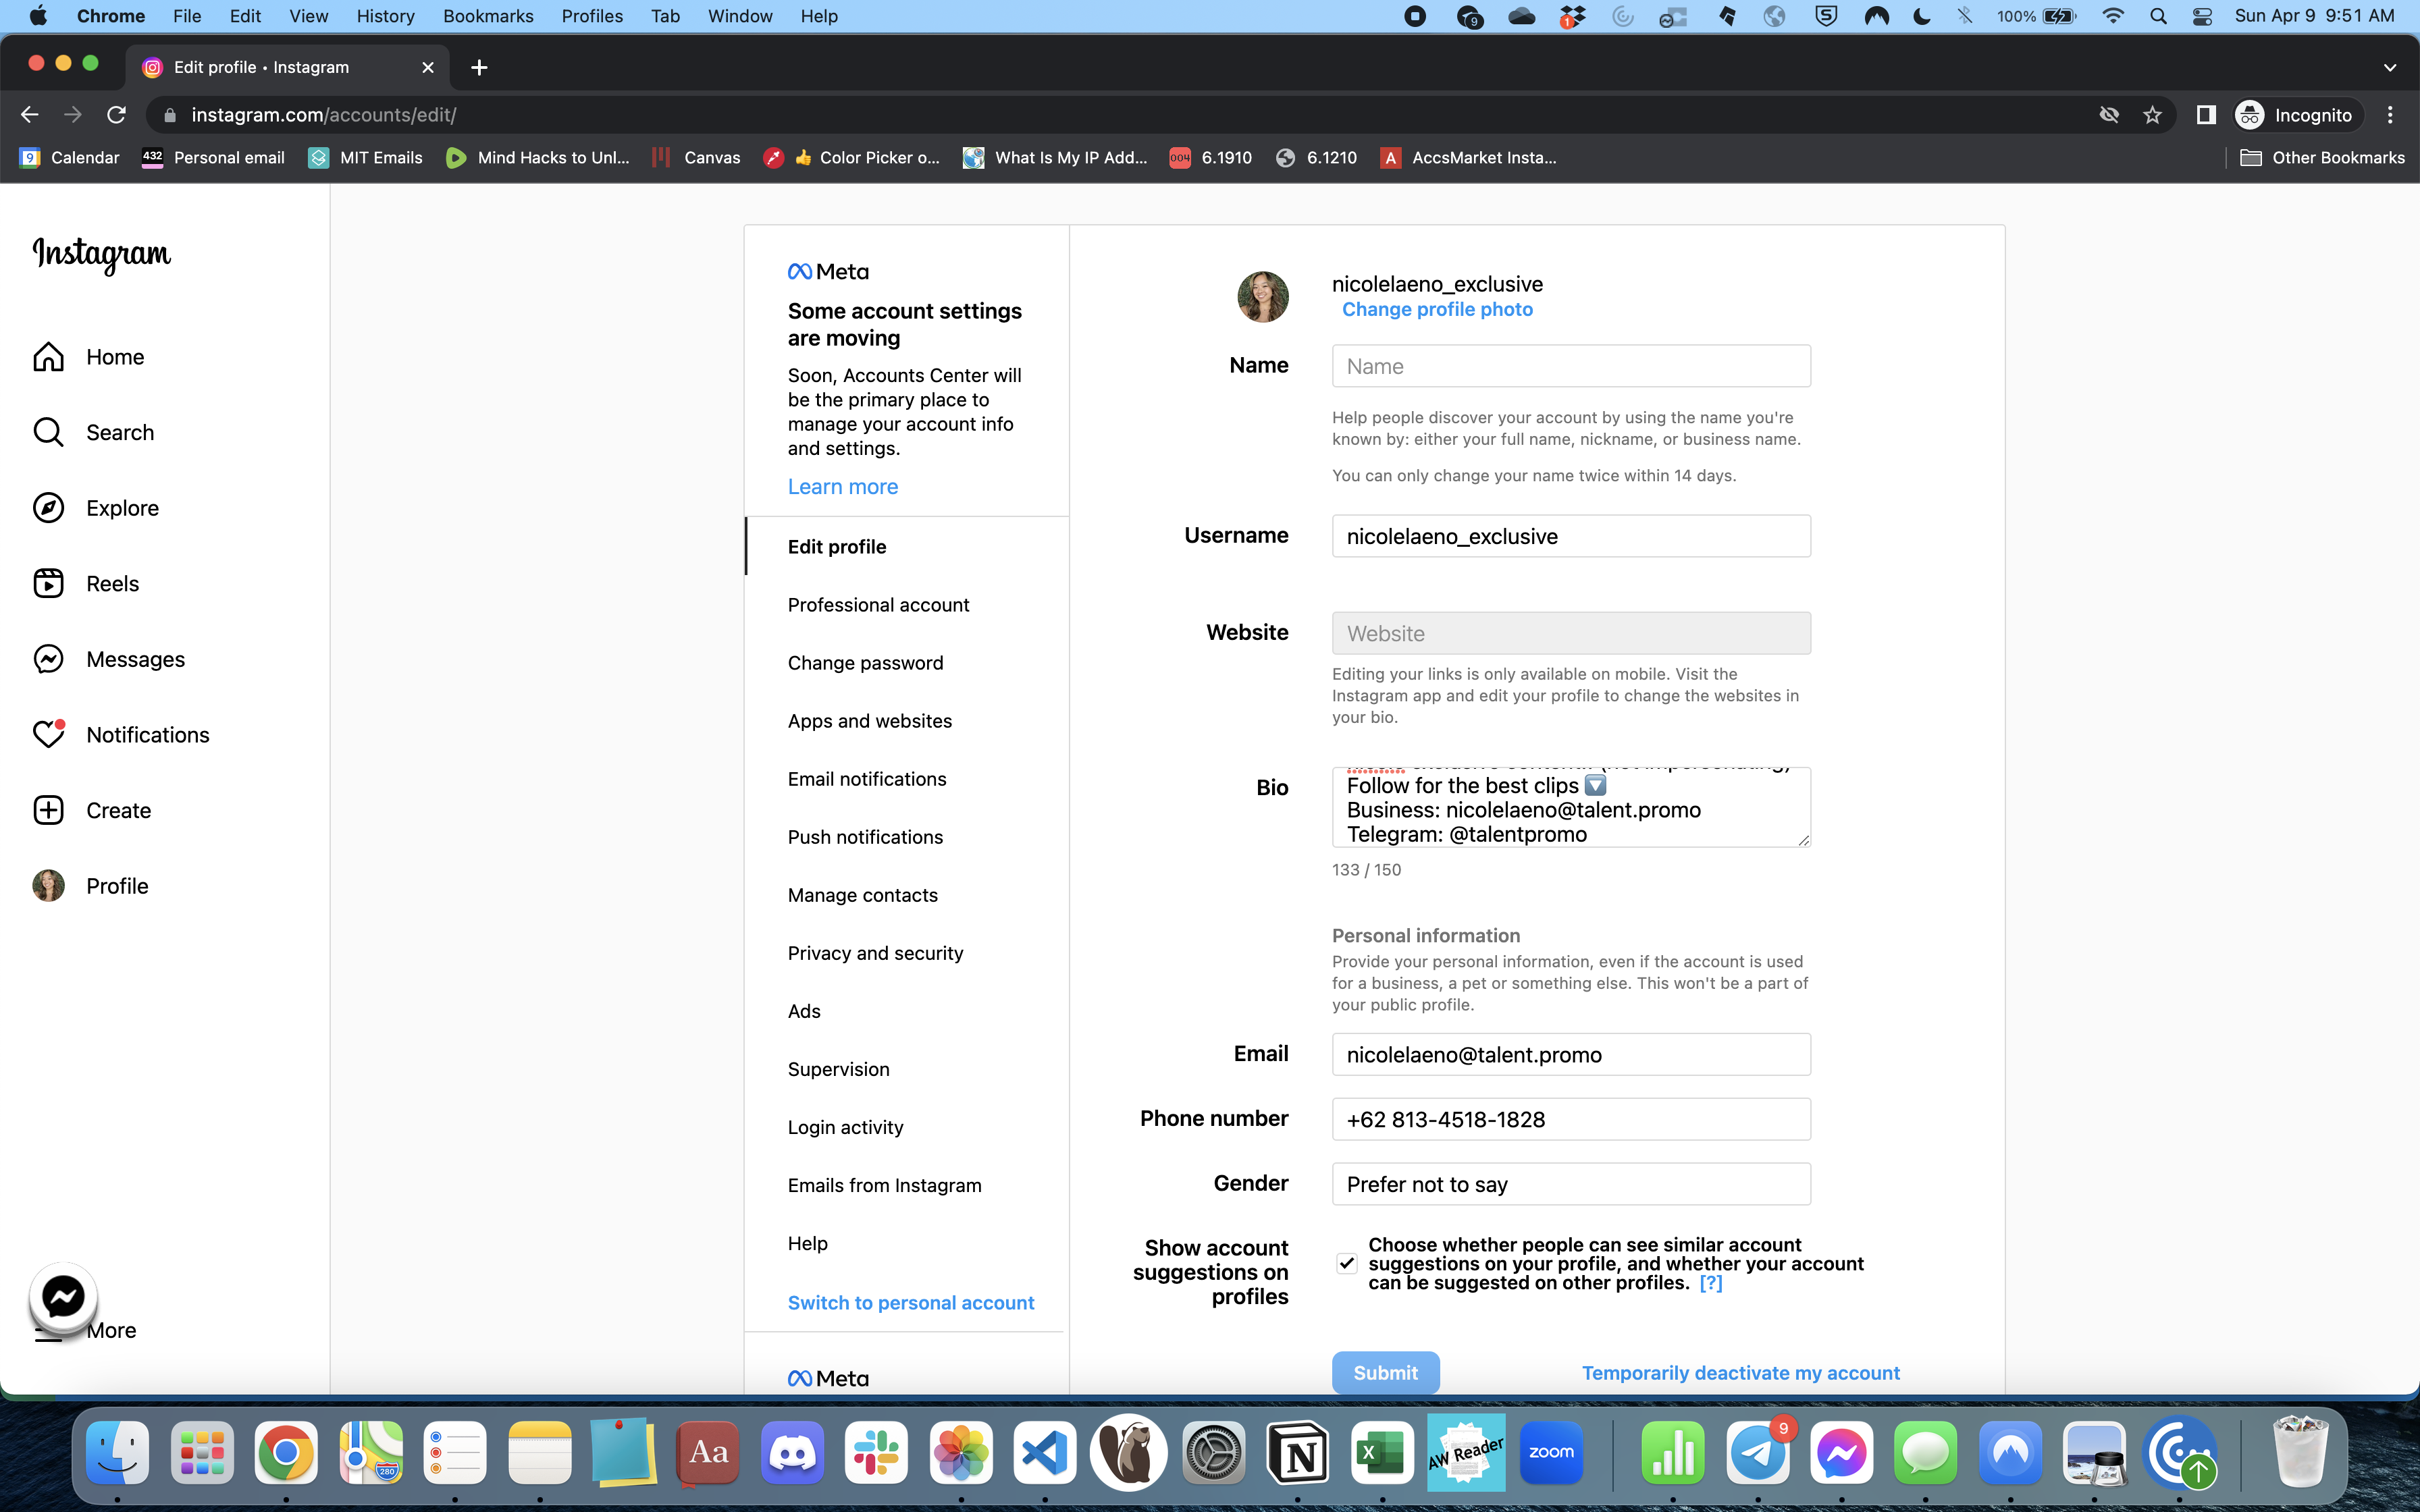 Chrome File Edit View History Bookmarks Profiles Tab Window Help
9 1 100% Sun Apr 9 9:51 AM
Edit profile • Instagram
instagram.com/accounts/edit/
Incognito
9 Calendar 432 Personal email MIT Emails Mind Hacks to Unl... Canvas 👍 Color Picker o... What Is My IP Add... 004 6.1910 6.1210 A AccsMarket Insta... Other Bookmarks
Instagram
Home
Search
Explore
Reels
Messages
Notifications
Create
Profile
More
Meta
Some account settings
are moving
Soon, Accounts Center will
be the primary place to
manage your account info
and settings.
Learn more
Edit profile
Professional account
Change password
Apps and websites
Email notifications
Push notifications
Manage contacts
Privacy and security
Ads
Supervision
Login activity
Emails from Instagram
Help
Switch to personal account
Meta
nicolelaeno_exclusive
Change profile photo
Name
Name
Help people discover your account by using the name you're
known by: either your full name, nickname, or business name.
You can only change your name twice within 14 days.
Username
nicolelaeno_exclusive
Website
Website
Editing your links is only available on mobile. Visit the
Instagram app and edit your profile to change the websites in
your bio.
Bio
Follow for the best clips 🔽
Business: nicolelaeno@talent.promo
Telegram: @talentpromo
133 / 150
Personal information
Provide your personal information, even if the account is used
for a business, a pet or something else. This won't be a part of
your public profile.
Email
nicolelaeno@talent.promo
Phone number
+62 813-4518-1828
Gender
Prefer not to say
Show account
suggestions on
profiles
Choose whether people can see similar account
suggestions on your profile, and whether your account
can be suggested on other profiles. [?]
Submit
Temporarily deactivate my account
280 Aa N X AW Reader zoom 9